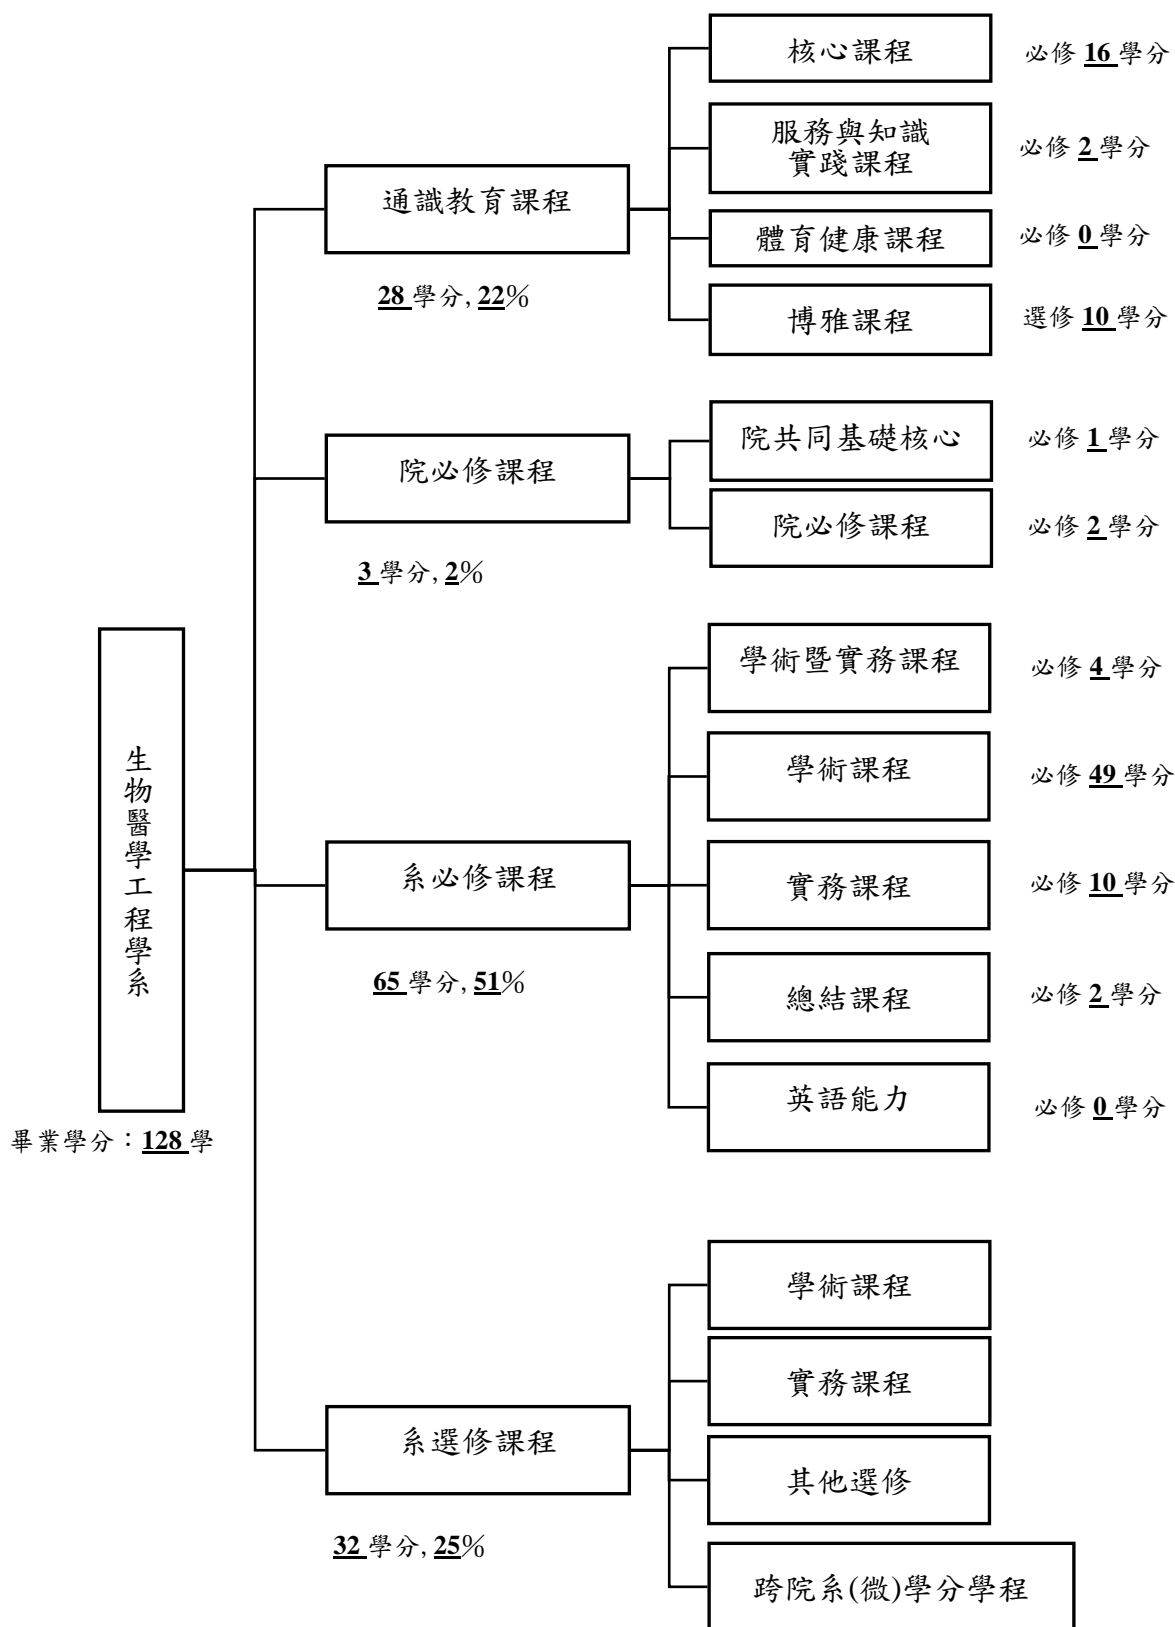 核心課程
必修 16 學分
服務與知識
實踐課程
必修 2 學分
通識教育課程
體育健康課程
必修 0 學分
28 學分, 22%
博雅課程
選修 10 學分
院必修課程
院共同基礎核心
必修 1 學分
院必修課程
必修 2 學分
3 學分, 2%
生物醫學工程學系
畢業學分：128 學
學術暨實務課程
必修 4 學分
學術課程
必修 49 學分
系必修課程
實務課程
必修 10 學分
65 學分, 51%
總結課程
必修 2 學分
英語能力
必修 0 學分
學術課程
實務課程
系選修課程
其他選修
32 學分, 25%
跨院系(微)學分學程